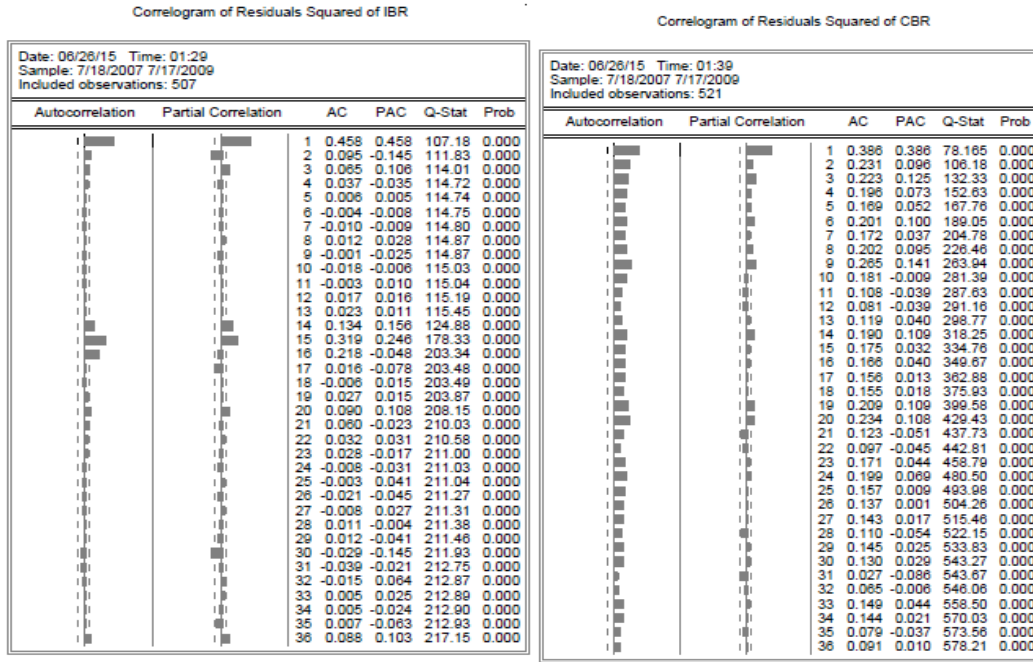 Correlogram of Residuals Squared of IBR
Date: 06/26/15 Time: 01:29
Sample: 7/18/2007 7/17/2009
Included observations: 507
Autocorrelation Partial Correlation AC PAC Q-Stat Prob
1 0.458 0.458 107.18 0.000
2 0.095 -0.145 111.83 0.000
3 0.065 0.106 114.01 0.000
4 0.037 -0.035 114.72 0.000
5 0.006 0.005 114.74 0.000
6 -0.004 -0.008 114.75 0.000
7 -0.010 -0.009 114.80 0.000
8 0.012 0.028 114.87 0.000
9 -0.001 -0.025 114.87 0.000
10 -0.018 -0.006 115.03 0.000
11 -0.003 0.010 115.04 0.000
12 0.017 0.016 115.19 0.000
13 0.023 0.011 115.45 0.000
14 0.134 0.156 124.88 0.000
15 0.319 0.246 178.33 0.000
16 0.218 -0.048 203.34 0.000
17 0.016 -0.078 203.48 0.000
18 -0.006 0.015 203.49 0.000
19 0.027 0.015 203.87 0.000
20 0.090 0.108 208.15 0.000
21 0.060 -0.023 210.03 0.000
22 0.032 0.031 210.58 0.000
23 0.028 -0.017 211.00 0.000
24 -0.008 -0.031 211.03 0.000
25 -0.003 0.041 211.04 0.000
26 -0.021 -0.045 211.27 0.000
27 -0.008 0.027 211.31 0.000
28 0.011 -0.004 211.38 0.000
29 0.012 -0.041 211.46 0.000
30 -0.029 -0.145 211.93 0.000
31 -0.039 -0.021 212.75 0.000
32 -0.015 0.064 212.87 0.000
33 0.005 0.025 212.89 0.000
34 0.005 -0.024 212.90 0.000
35 0.007 -0.063 212.93 0.000
36 0.088 0.103 217.15 0.000
Correlogram of Residuals Squared of CBR
Date: 06/26/15 Time: 01:39
Sample: 7/18/2007 7/17/2009
Included observations: 521
Autocorrelation Partial Correlation AC PAC Q-Stat Prob
1 0.386 0.386 78.165 0.000
2 0.231 0.096 106.18 0.000
3 0.223 0.125 132.33 0.000
4 0.196 0.073 152.63 0.000
5 0.169 0.052 167.76 0.000
6 0.201 0.100 189.05 0.000
7 0.172 0.037 204.78 0.000
8 0.202 0.095 226.46 0.000
9 0.265 0.141 263.94 0.000
10 0.181 -0.009 281.39 0.000
11 0.108 -0.039 287.63 0.000
12 0.081 -0.039 291.16 0.000
13 0.119 0.040 298.77 0.000
14 0.190 0.109 318.25 0.000
15 0.175 0.032 334.76 0.000
16 0.166 0.040 349.67 0.000
17 0.156 0.013 362.88 0.000
18 0.155 0.018 375.93 0.000
19 0.209 0.109 399.58 0.000
20 0.234 0.108 429.43 0.000
21 0.123 -0.051 437.73 0.000
22 0.097 -0.045 442.81 0.000
23 0.171 0.044 458.79 0.000
24 0.199 0.069 480.50 0.000
25 0.157 0.009 493.98 0.000
26 0.137 0.001 504.26 0.000
27 0.143 0.017 515.46 0.000
28 0.110 -0.054 522.15 0.000
29 0.145 0.025 533.83 0.000
30 0.130 0.029 543.27 0.000
31 0.027 -0.086 543.67 0.000
32 0.065 -0.006 546.06 0.000
33 0.149 0.044 558.50 0.000
34 0.144 0.021 570.03 0.000
35 0.079 -0.037 573.56 0.000
36 0.091 0.010 578.21 0.000